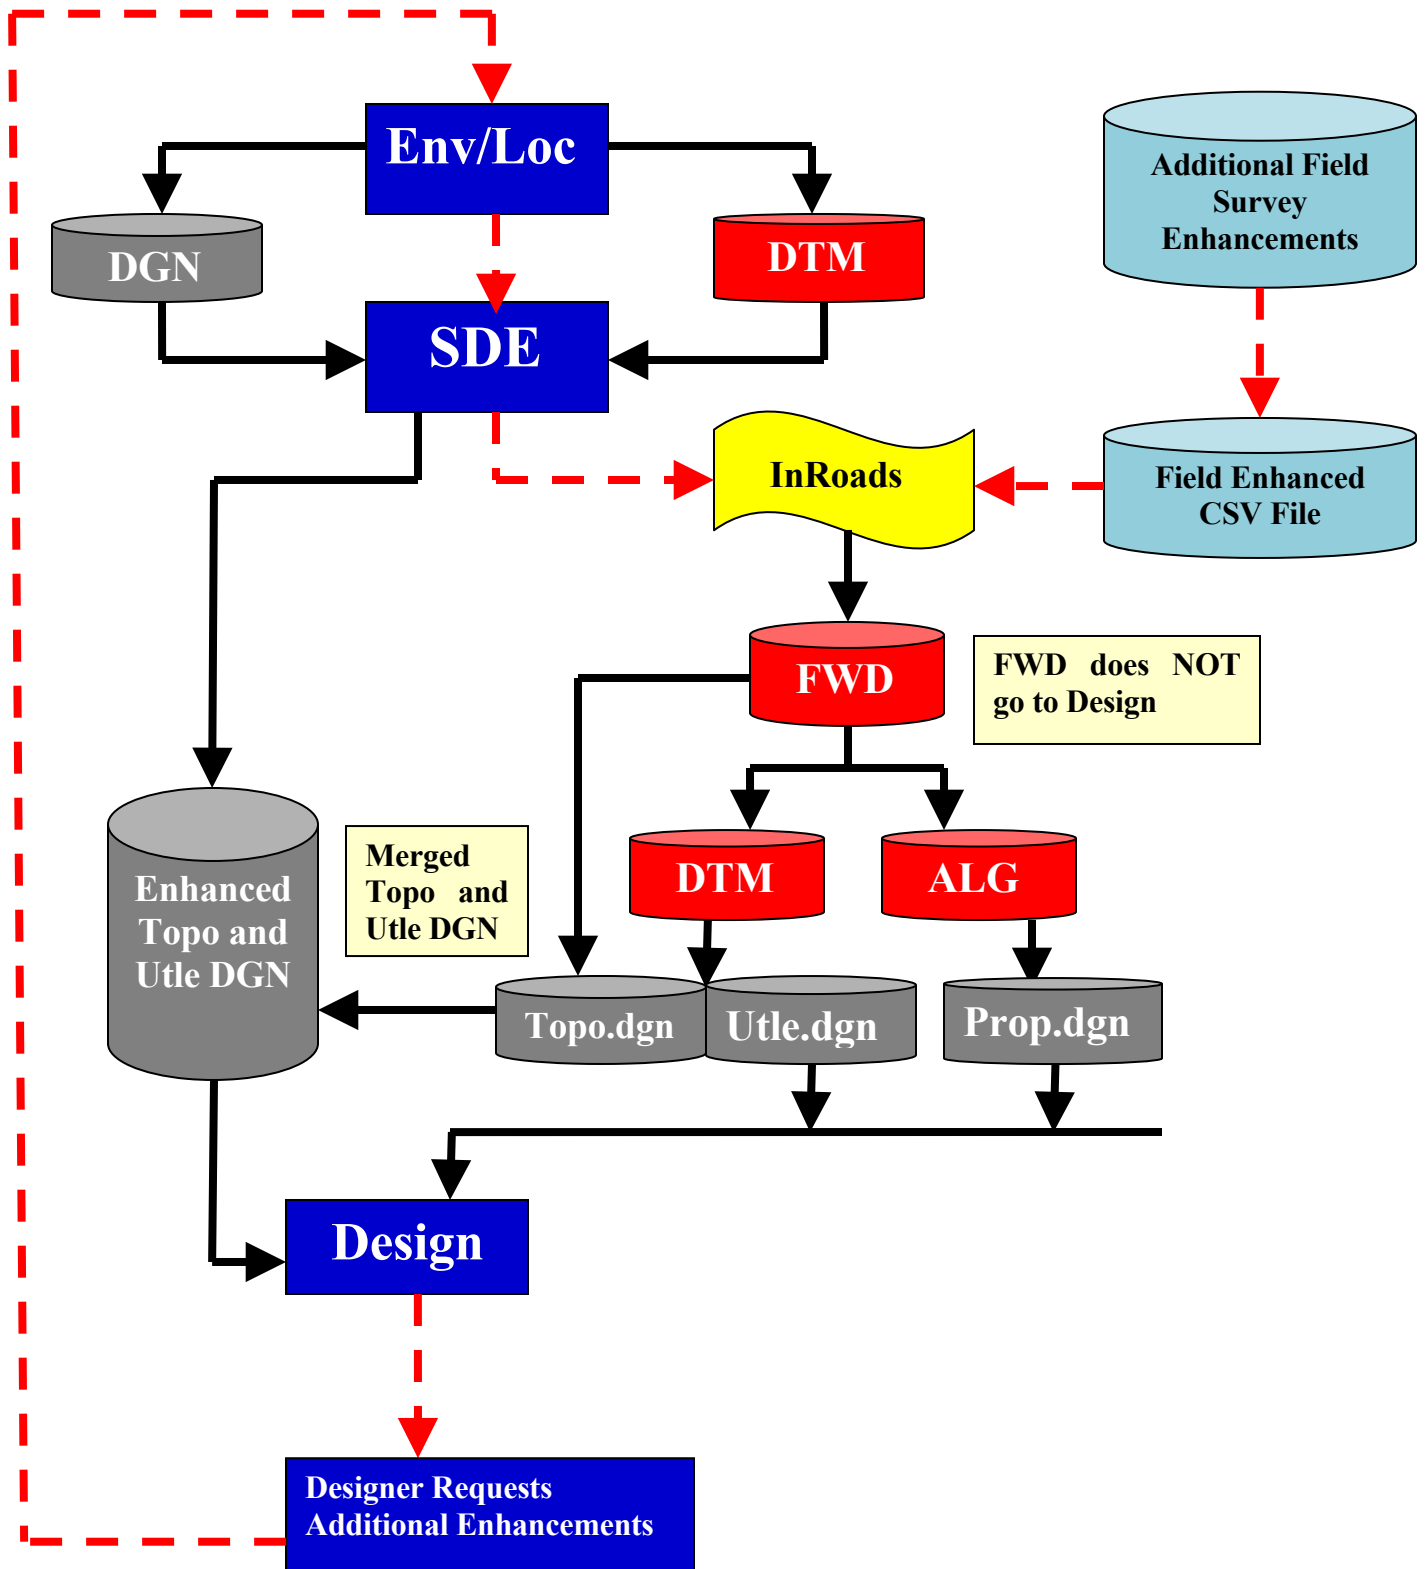 Env/Loc
Additional Field
Survey
Enhancements
DGN
DTM
SDE
InRoads
Field Enhanced
CSV File
FWD
FWD does NOT
go to Design
Merged
Topo and
Utle DGN
DTM
ALG
Enhanced
Topo and
Utle DGN
Topo.dgn
Utle.dgn
Prop.dgn
Design
Designer Requests
Additional Enhancements